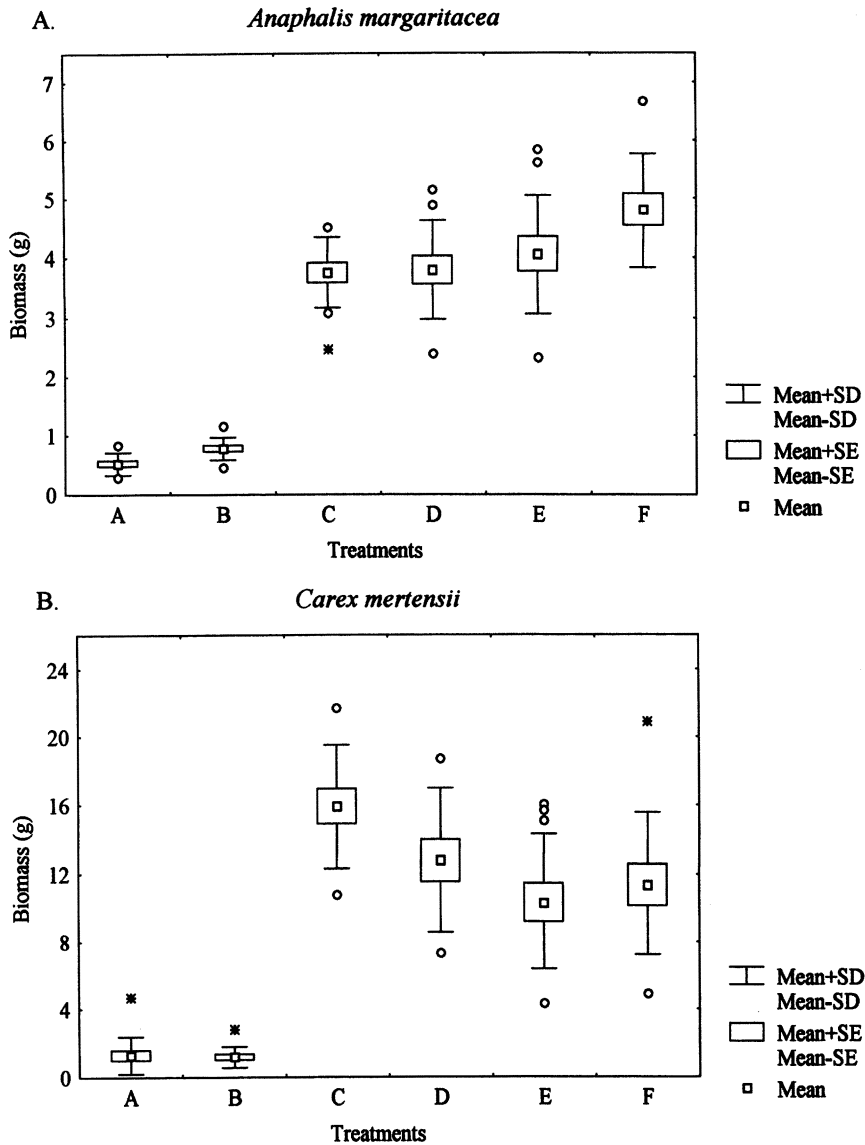 A. Anaphalis margaritacea
7
6
5
4
3
2
1
0
Biomass (g)
A B C D E F
Treatments
Mean+SD
Mean-SD
Mean+SE
Mean-SE
Mean
B. Carex mertensii
24
20
16
12
8
4
0
Biomass (g)
A B C D E F
Treatments
Mean+SD
Mean-SD
Mean+SE
Mean-SE
Mean